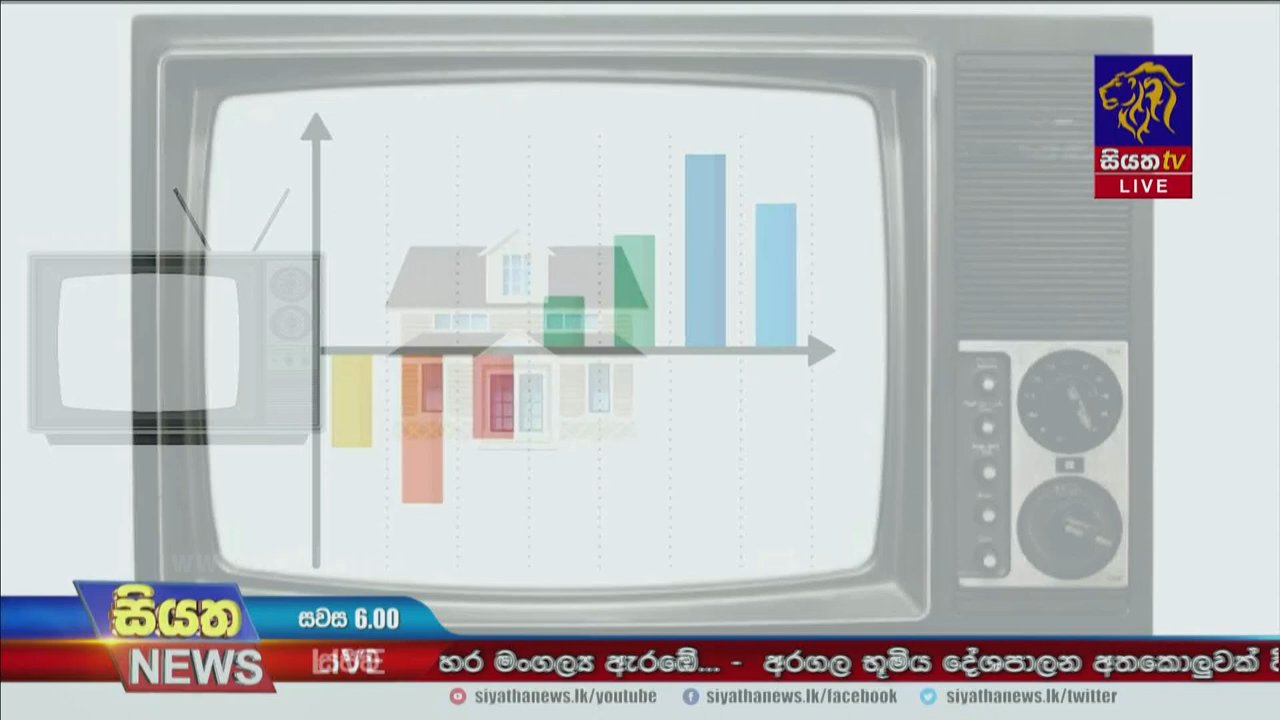 සියත tv
LIVE
සියත
සවස 6.00
NEWS
හර මංගල්‍ය ඇරඹේ... - අරගල භූමිය දේශපාලන අතකොලුවක්
siyathanews.lk/youtube
siyathanews.lk/facebook
siyathanews.lk/twitter